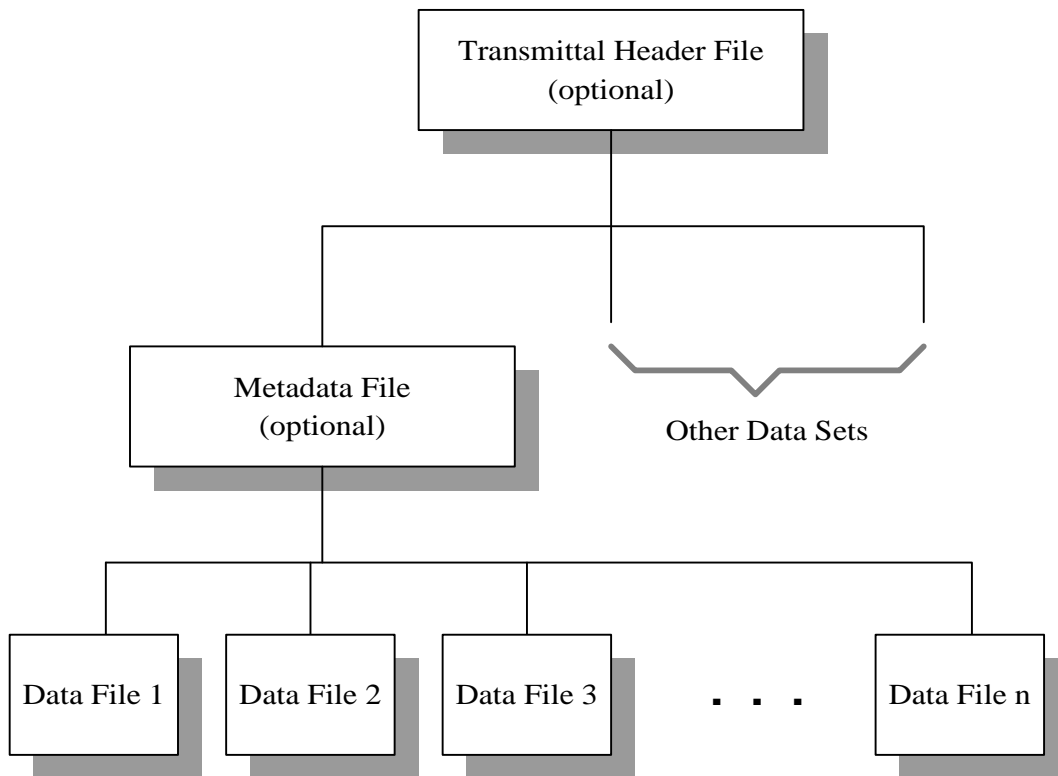 Transmittal Header File
(optional)
Metadata File
(optional)
Other Data Sets
Data File 1
Data File 2
Data File 3
. . .
Data File n